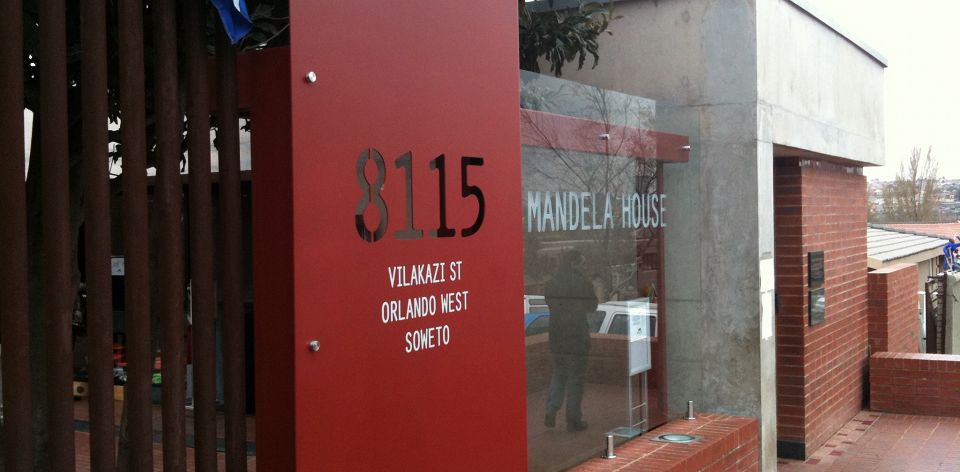 8115
VILAKAZI ST
ORLANDO WEST
SOWETO
MANDELA HOUSE